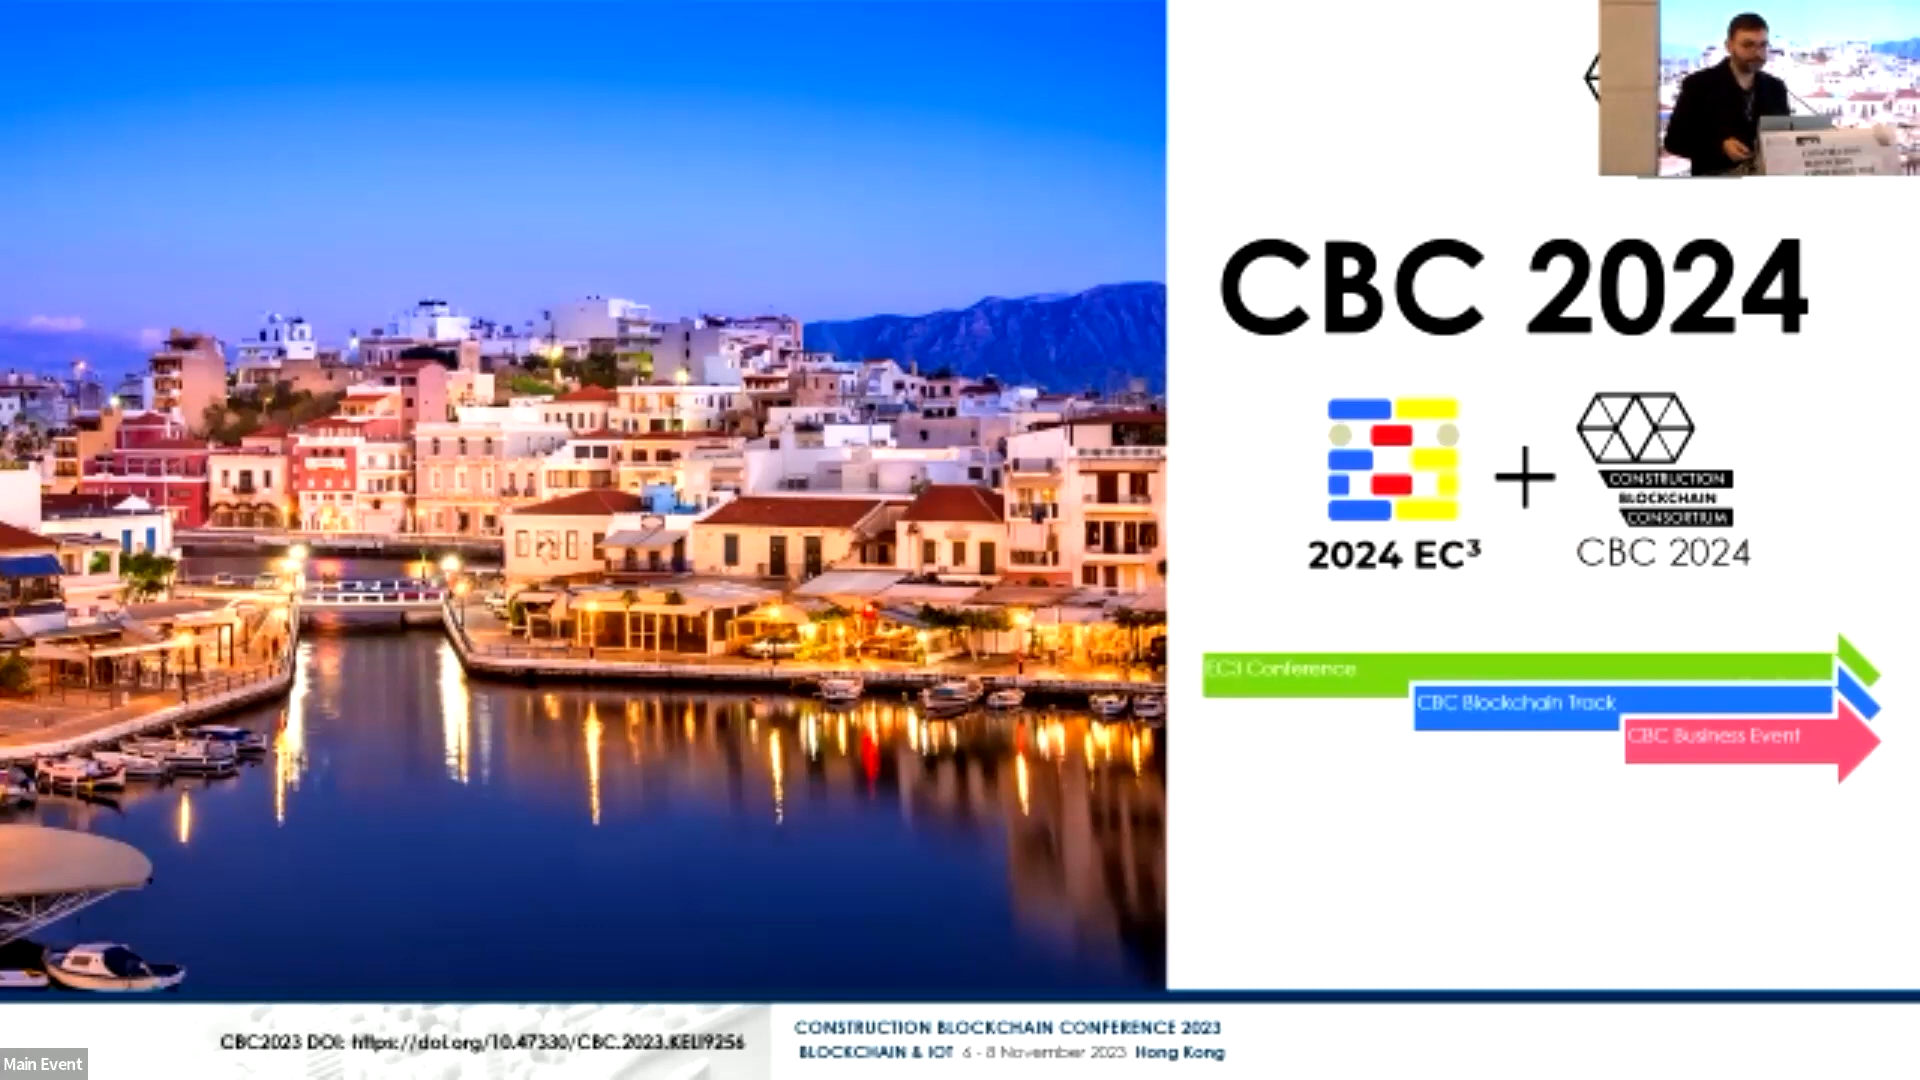 CBC 2024
2024 EC³
CONSTRUCTION
BLOCKCHAIN
CONSORTIUM
CBC 2024
EC3 Conference
CBC Blockchain Track
CBC Business Event
CBC2023 DOI: https://doi.org/10.47330/CBC.2023.KELI9256
CONSTRUCTION BLOCKCHAIN CONFERENCE 2023
BLOCKCHAIN & IOT 6 - 8 November 2023 Hong Kong
Main Event